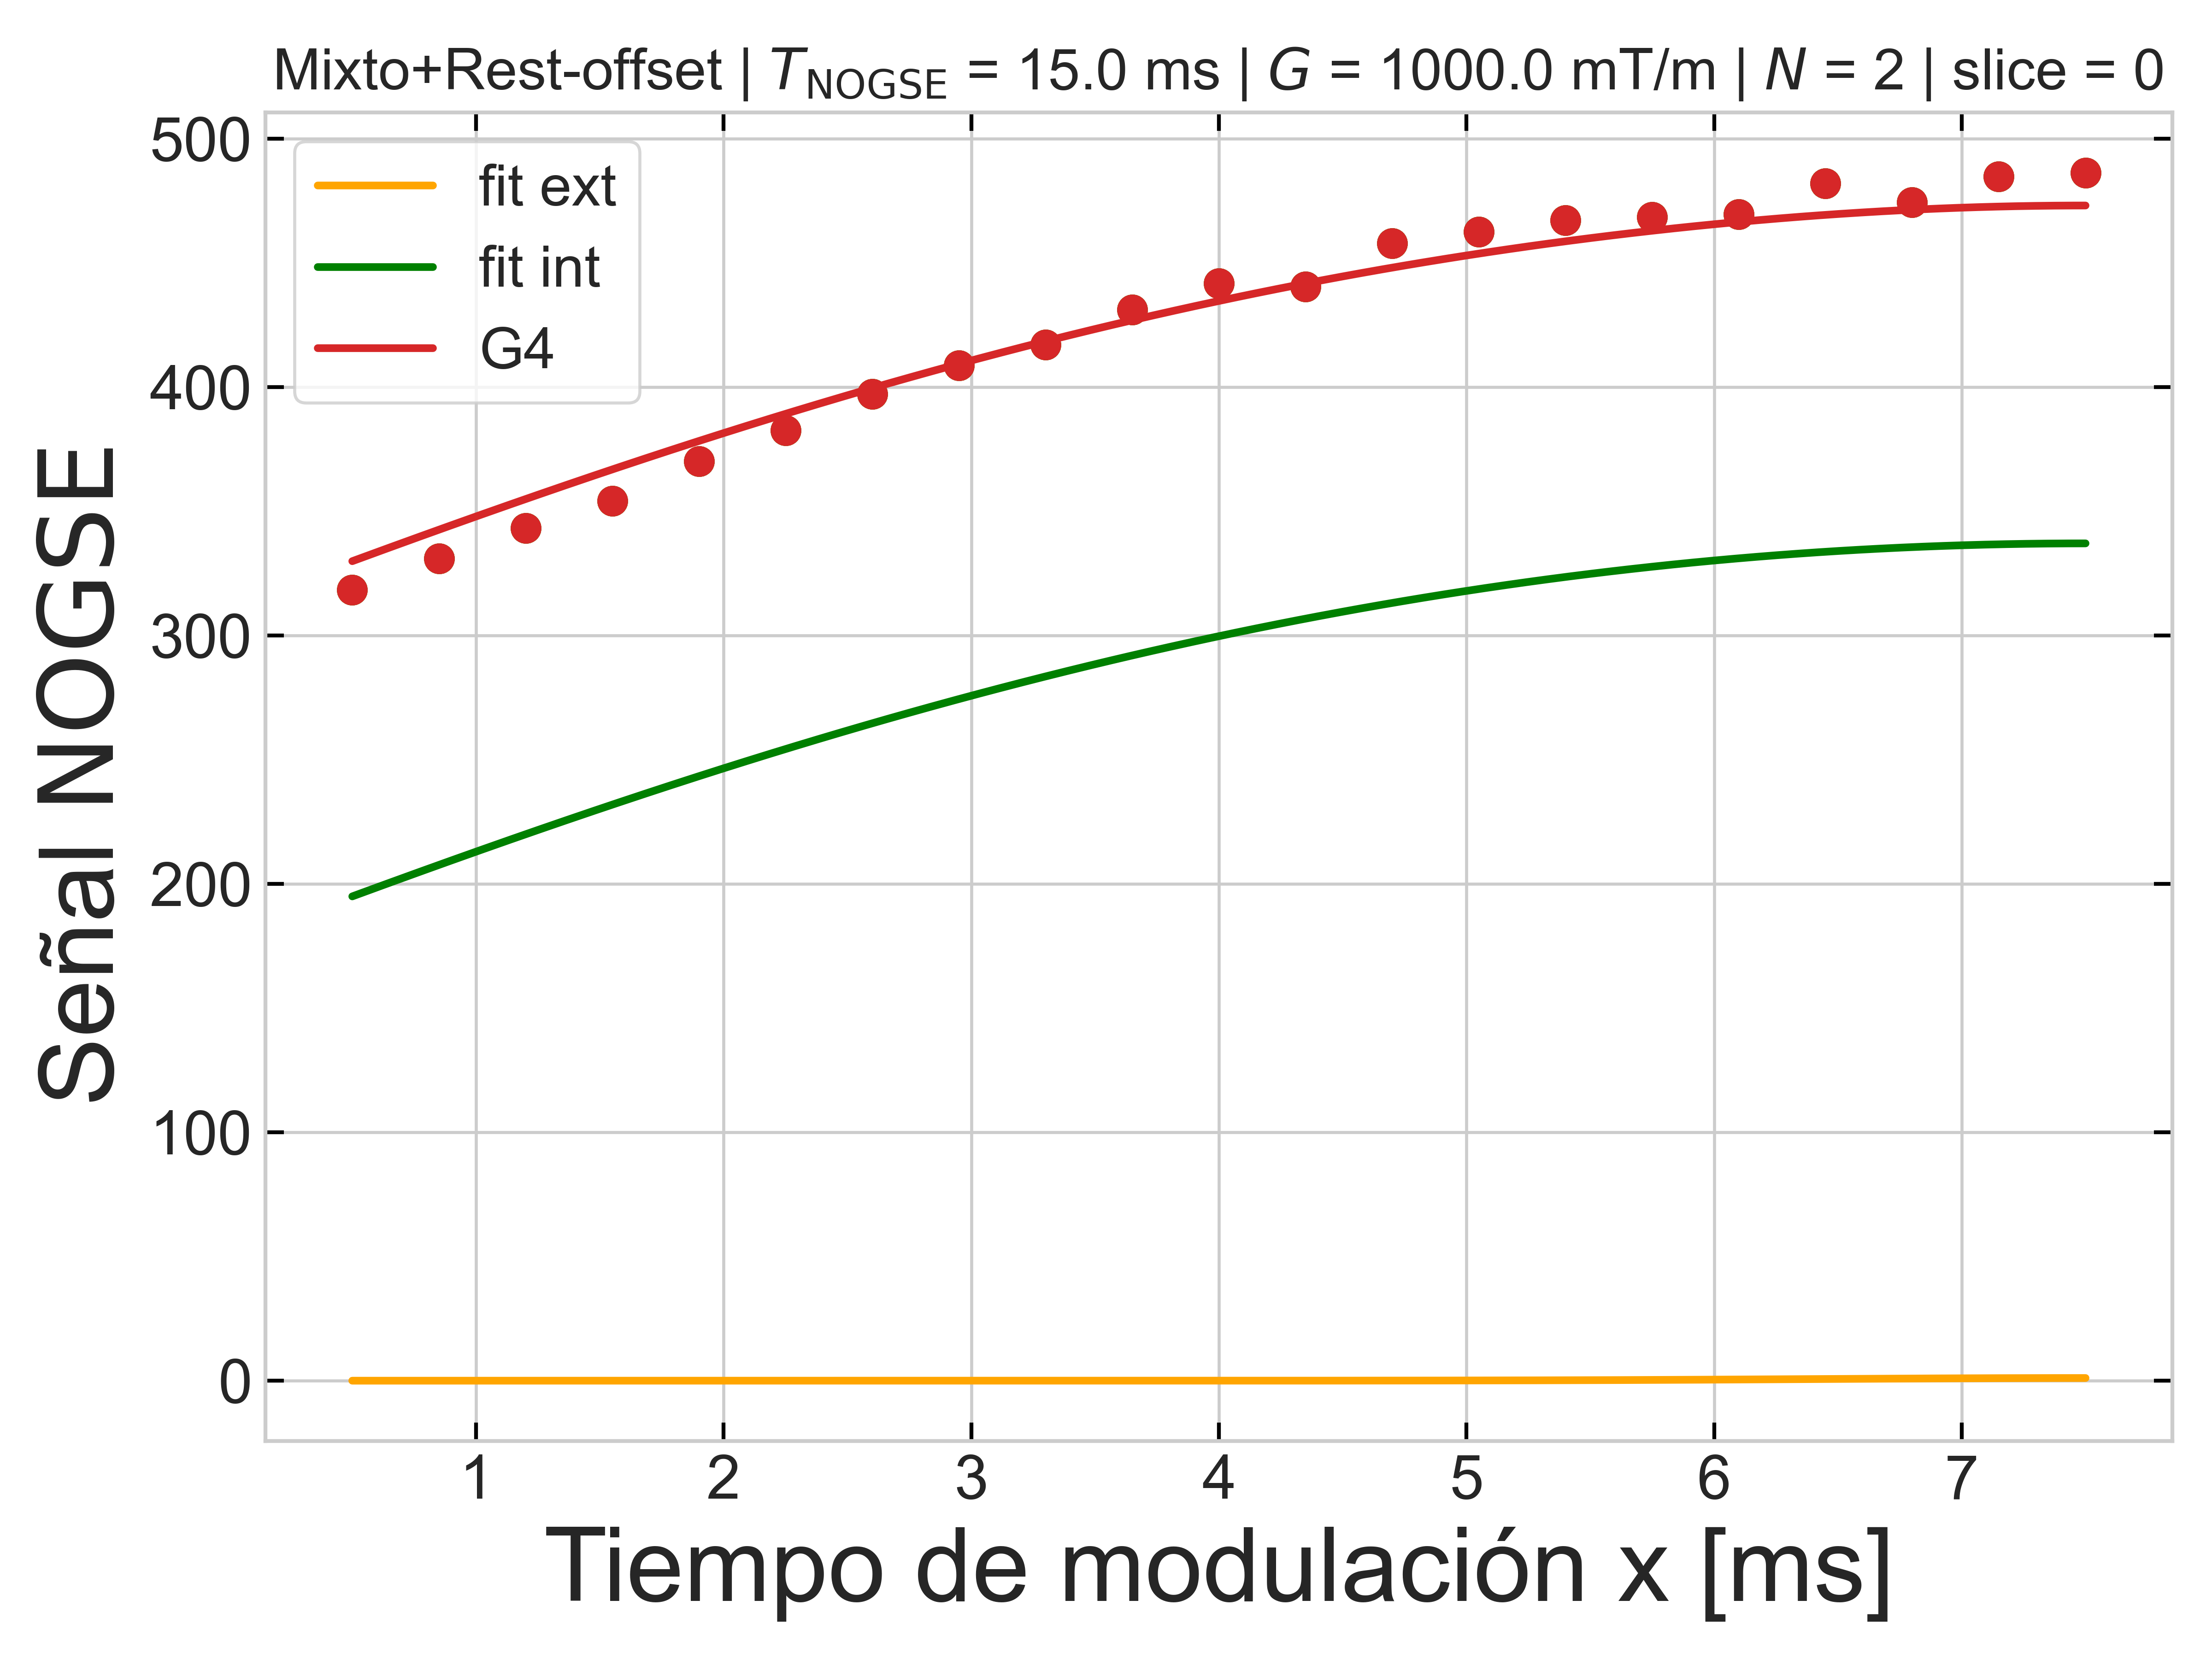 Mixto+Rest-offset | T_NOGSE = 15.0 ms | G = 1000.0 mT/m | N = 2 | slice = 0
500
400
300
200
100
0
fit ext
fit int
G4
Señal NOGSE
1 2 3 4 5 6 7
Tiempo de modulación x [ms]